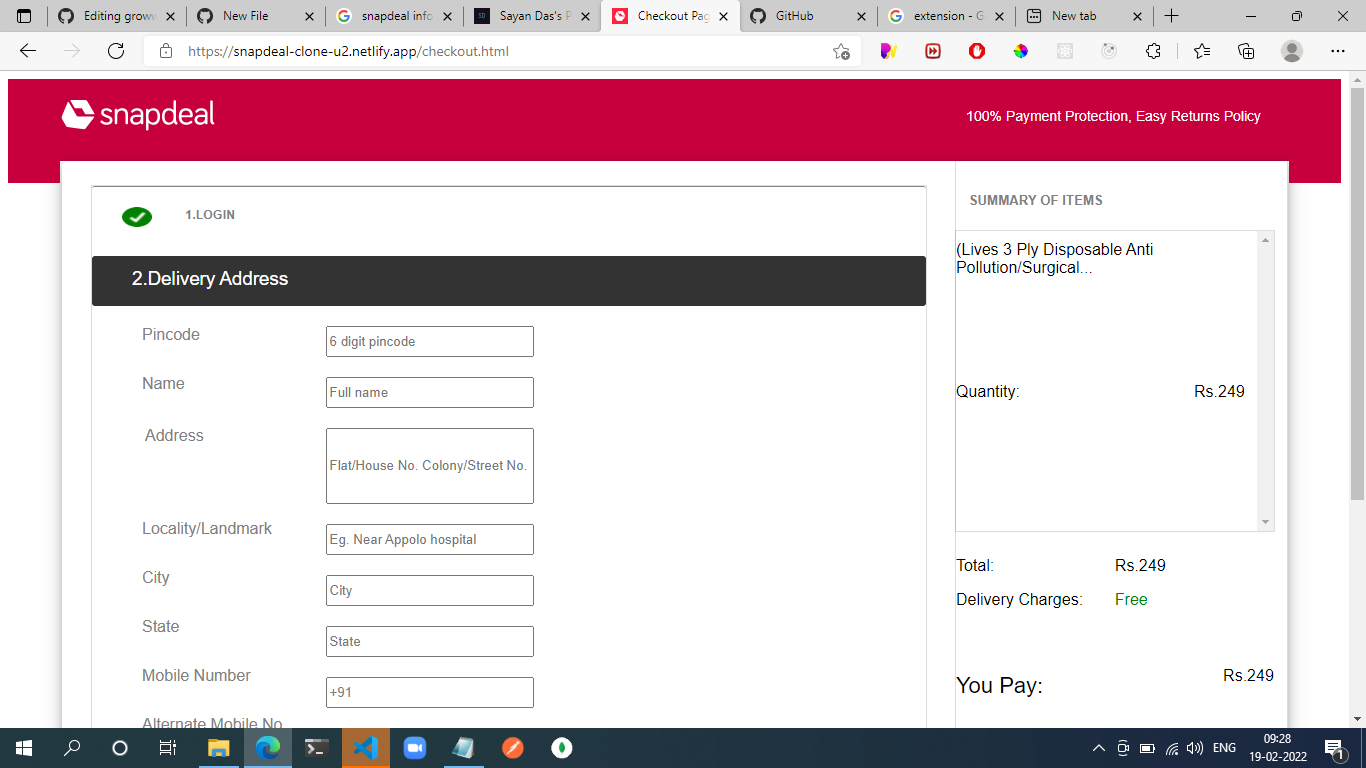 Editing grow
New File
snapdeal info
Sayan Das's P
Checkout Pag
GitHub
extension - G
New tab
https://snapdeal-clone-u2.netlify.app/checkout.html
snapdeal
100% Payment Protection, Easy Returns Policy
1.LOGIN
2.Delivery Address
Pincode
6 digit pincode
Name
Full name
Address
Flat/House No. Colony/Street No.
Locality/Landmark
Eg. Near Appolo hospital
City
City
State
State
Mobile Number
+91
Alternate Mobile No
SUMMARY OF ITEMS
(Lives 3 Ply Disposable Anti
Pollution/Surgical...
Quantity:
Rs.249
Total:
Rs.249
Delivery Charges:
Free
You Pay:
Rs.249
ENG
09:28
19-02-2022
1